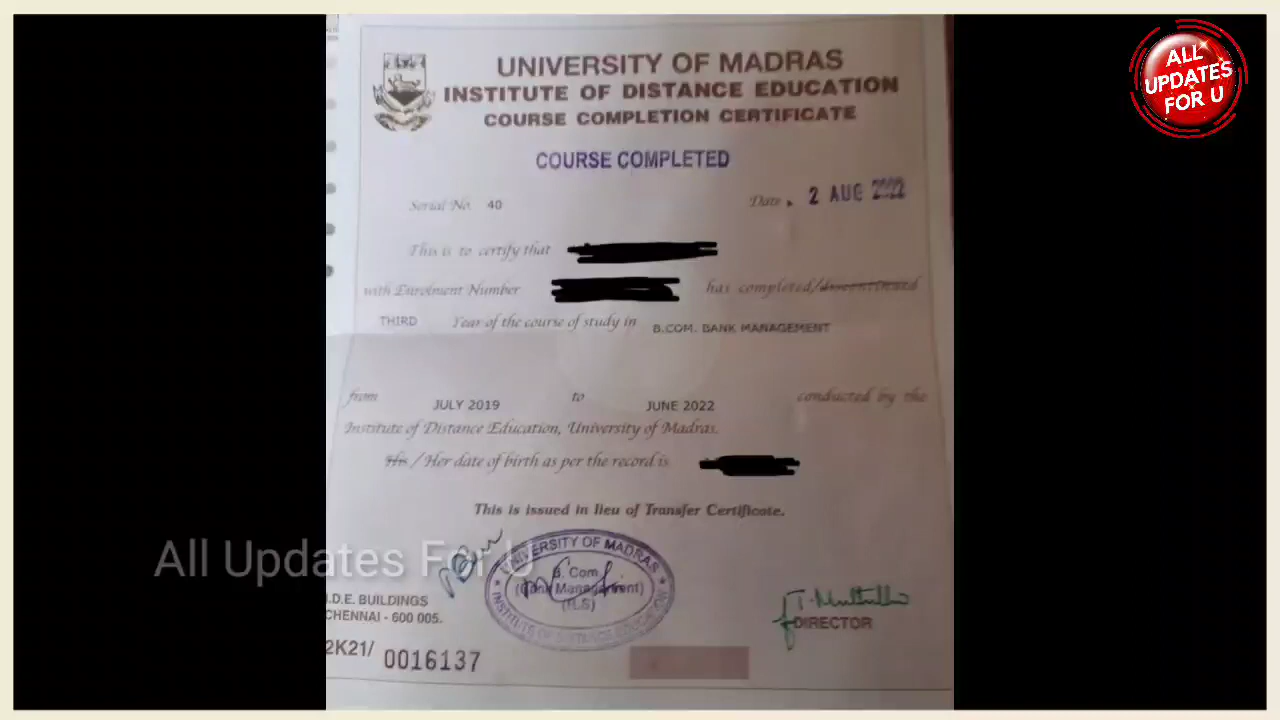 ALL
UPDATES
FOR U
UNIVERSITY OF MADRAS
INSTITUTE OF DISTANCE EDUCATION
COURSE COMPLETION CERTIFICATE
COURSE COMPLETED
Serial No. 40 Date . 2 AUG 2022
This is to certify that
with Enrolment Number has completed/discontinued
THIRD Year of the course of study in B.COM. BANK MANAGEMENT
from JULY 2019 to JUNE 2022 conducted by the
Institute of Distance Education, University of Madras.
His / Her date of birth as per the record is
This is issued in lieu of Transfer Certificate.
All Updates For U
UNIVERSITY OF MADRAS
B. Com
(Bank Management)
INSTITUTE OF DISTANCE EDUCATION
I.D.E. BUILDINGS
CHENNAI - 600 005.
DIRECTOR
2K21/ 0016137